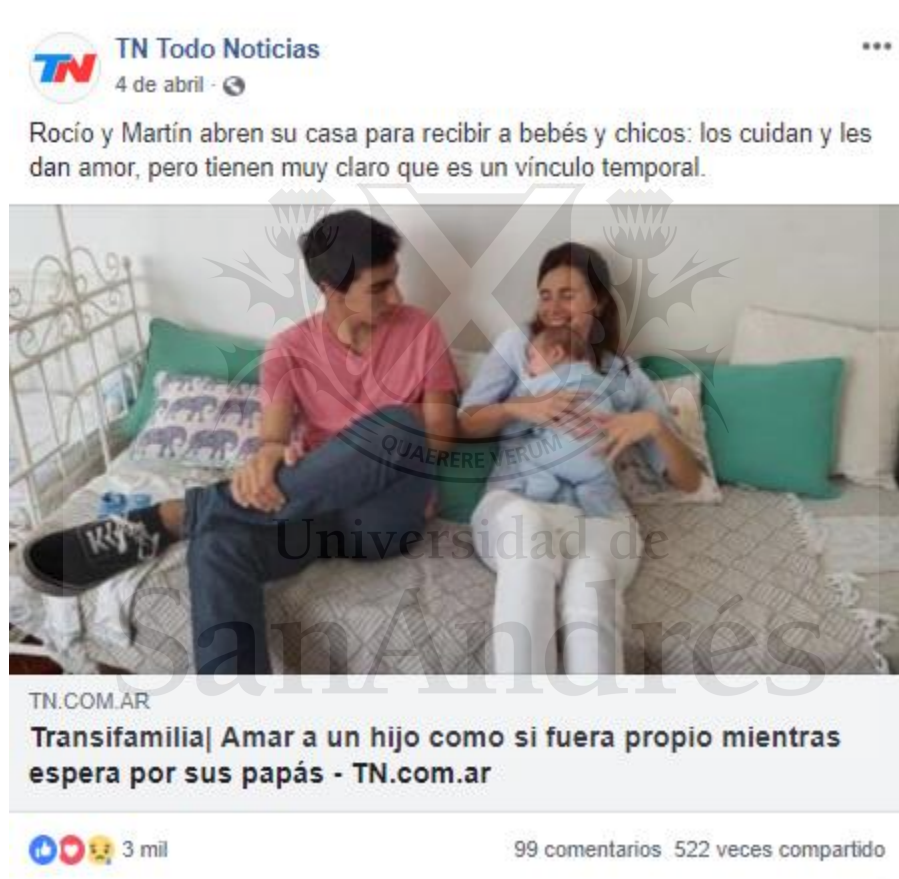 TN
TN Todo Noticias
4 de abril ·
Rocío y Martín abren su casa para recibir a bebés y chicos: los cuidan y les
dan amor, pero tienen muy claro que es un vínculo temporal.
QUAERERE VERUM
Universidad de
SanAndrés
TN.COM.AR
Transifamilia| Amar a un hijo como si fuera propio mientras
espera por sus papás - TN.com.ar
3 mil
99 comentarios 522 veces compartido